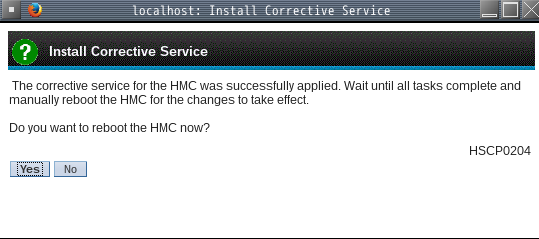 localhost: Install Corrective Service
? Install Corrective Service
The corrective service for the HMC was successfully applied. Wait until all tasks complete and
manually reboot the HMC for the changes to take effect.
Do you want to reboot the HMC now?
HSCP0204
Yes No